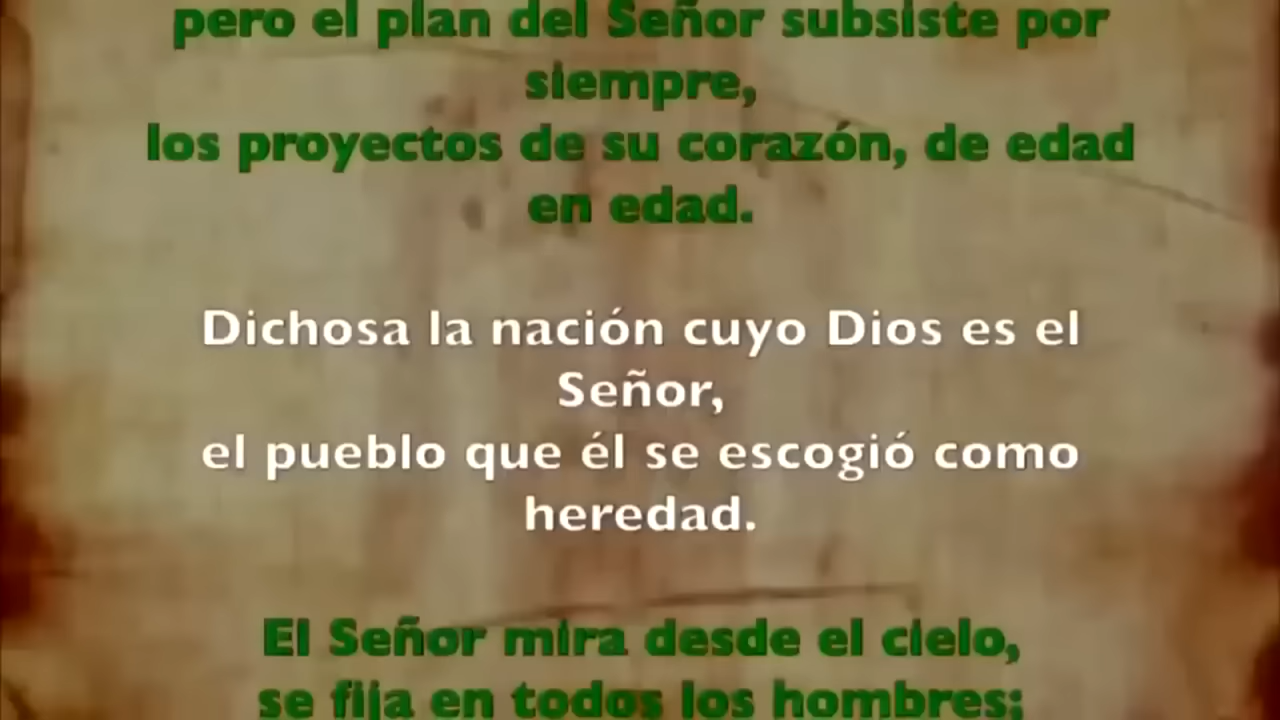 pero el plan del Señor subsiste por
siempre,
los proyectos de su corazón, de edad
en edad.
Dichosa la nación cuyo Dios es el
Señor,
el pueblo que él se escogió como
heredad.
El Señor mira desde el cielo,
se fija en todos los hombres;